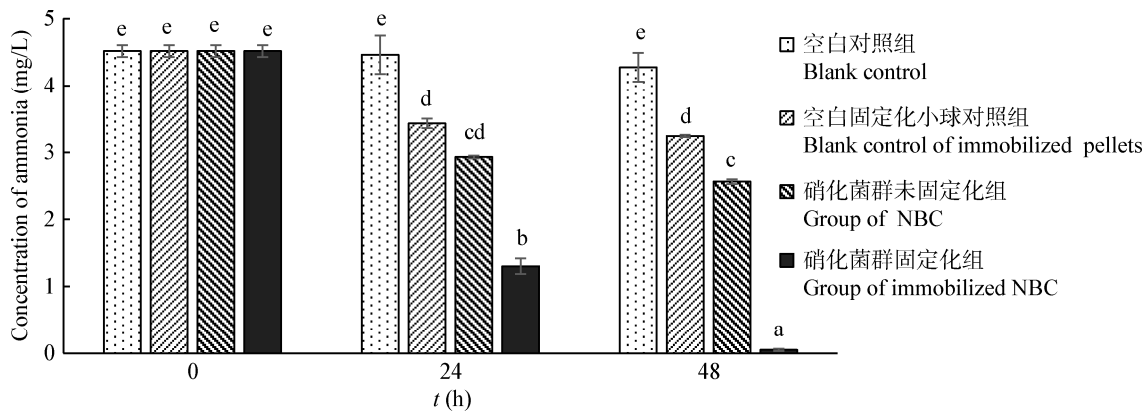 Concentration of ammonia (mg/L)
5
4
3
2
1
0
e e e e
e
d
cd
b
e
d
c
a
0 24 48
t (h)
空白对照组
Blank control
空白固定化小球对照组
Blank control of immobilized pellets
硝化菌群未固定化组
Group of NBC
硝化菌群固定化组
Group of immobilized NBC